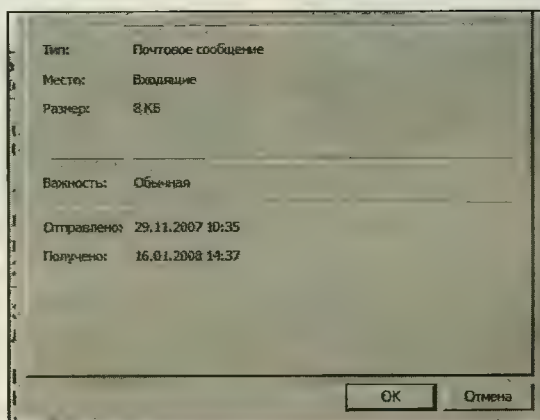 Тип: Почтовое сообщение
Место: Входящие
Размер: 8 КБ
Важность: Обычная
Отправлено: 29.11.2007 10:35
Получено: 16.01.2008 14:37
OK Отмена